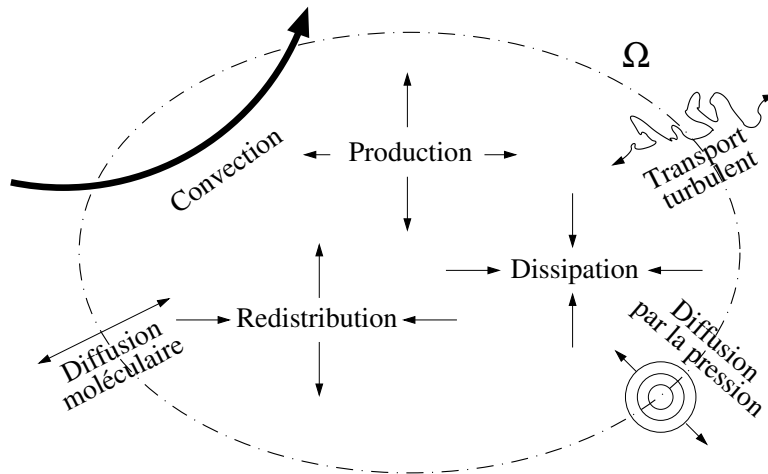 Ω
Convection
Production
Transport
turbulent
Dissipation
Redistribution
Diffusion
moléculaire
Diffusion
par la pression